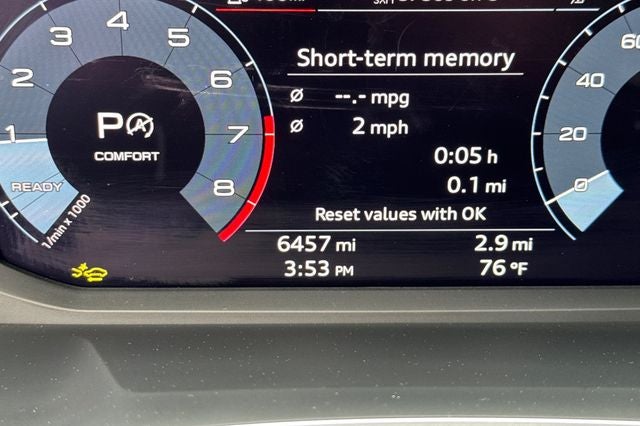 Short-term memory
Ø --.- mpg
Ø 2 mph
0:05 h
0.1 mi
Reset values with OK
6457 mi 2.9 mi
3:53 PM 76 °F
1 2 3 4 5 6 7 8
P A
COMFORT
READY
1/min x 1000
0 20 40 60